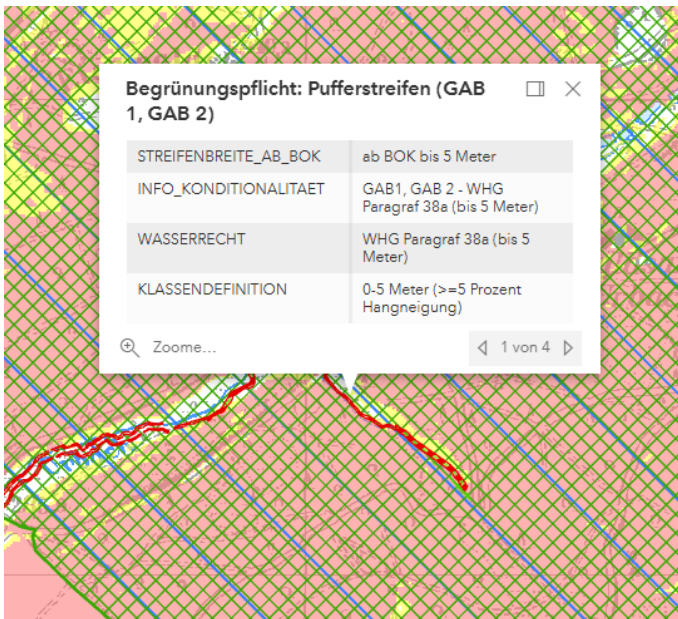 Begrünungspflicht: Pufferstreifen (GAB
1, GAB 2)
STREIFENBREITE_AB_BOK ab BOK bis 5 Meter
INFO_KONDITIONALITAET GAB1, GAB 2 - WHG
Paragraf 38a (bis 5 Meter)
WASSERRECHT WHG Paragraf 38a (bis 5
Meter)
KLASSENDEFINITION 0-5 Meter (>=5 Prozent
Hangneigung)
Zoome...
1 von 4